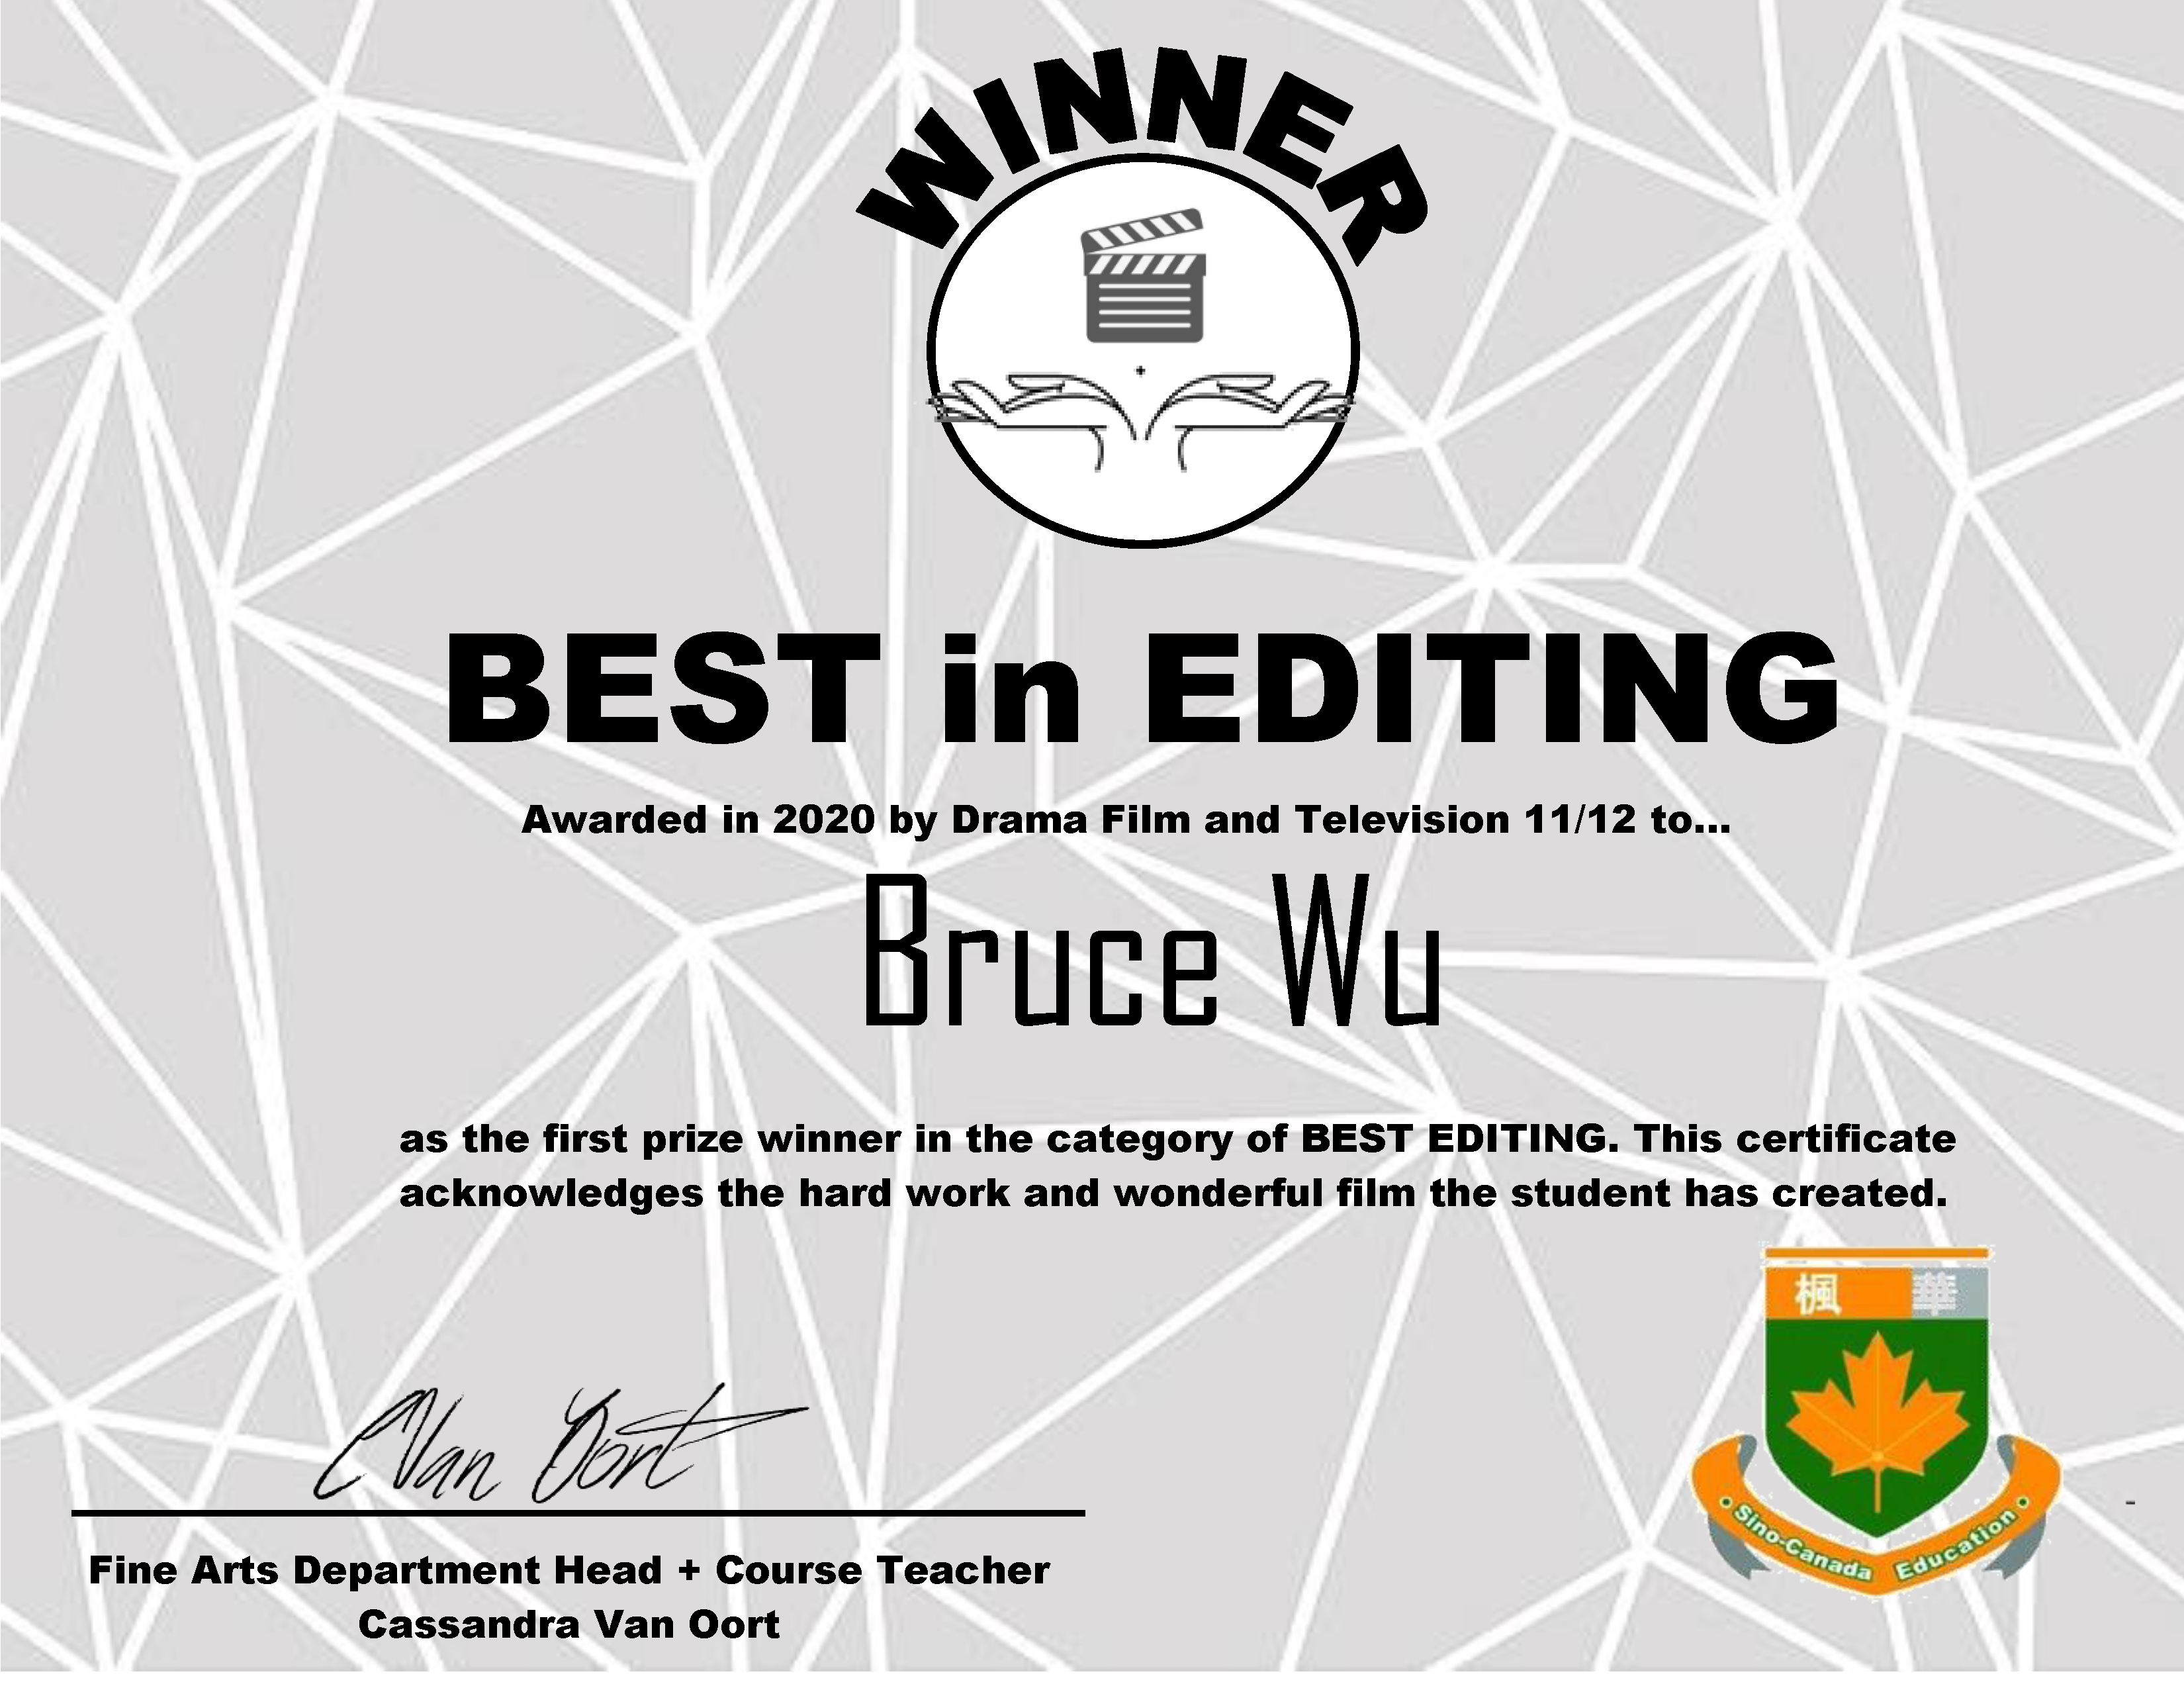 WINNER
BEST in EDITING
Awarded in 2020 by Drama Film and Television 11/12 to...
Bruce Wu
as the first prize winner in the category of BEST EDITING. This certificate
acknowledges the hard work and wonderful film the student has created.
楓 華
Sino-Canada Education
C Van Oort
Fine Arts Department Head + Course Teacher
Cassandra Van Oort